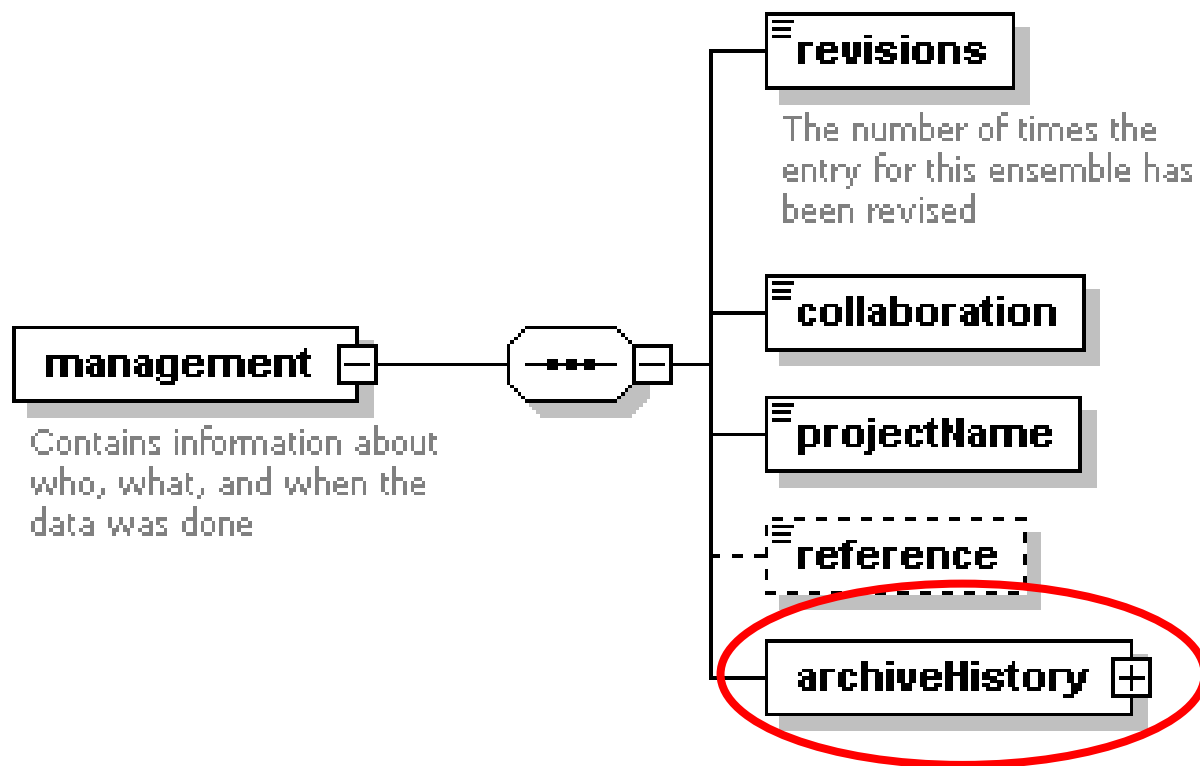 revisions
The number of times the
entry for this ensemble has
been revised
collaboration
management
Contains information about
who, what, and when the
data was done
projectName
reference
archiveHistory